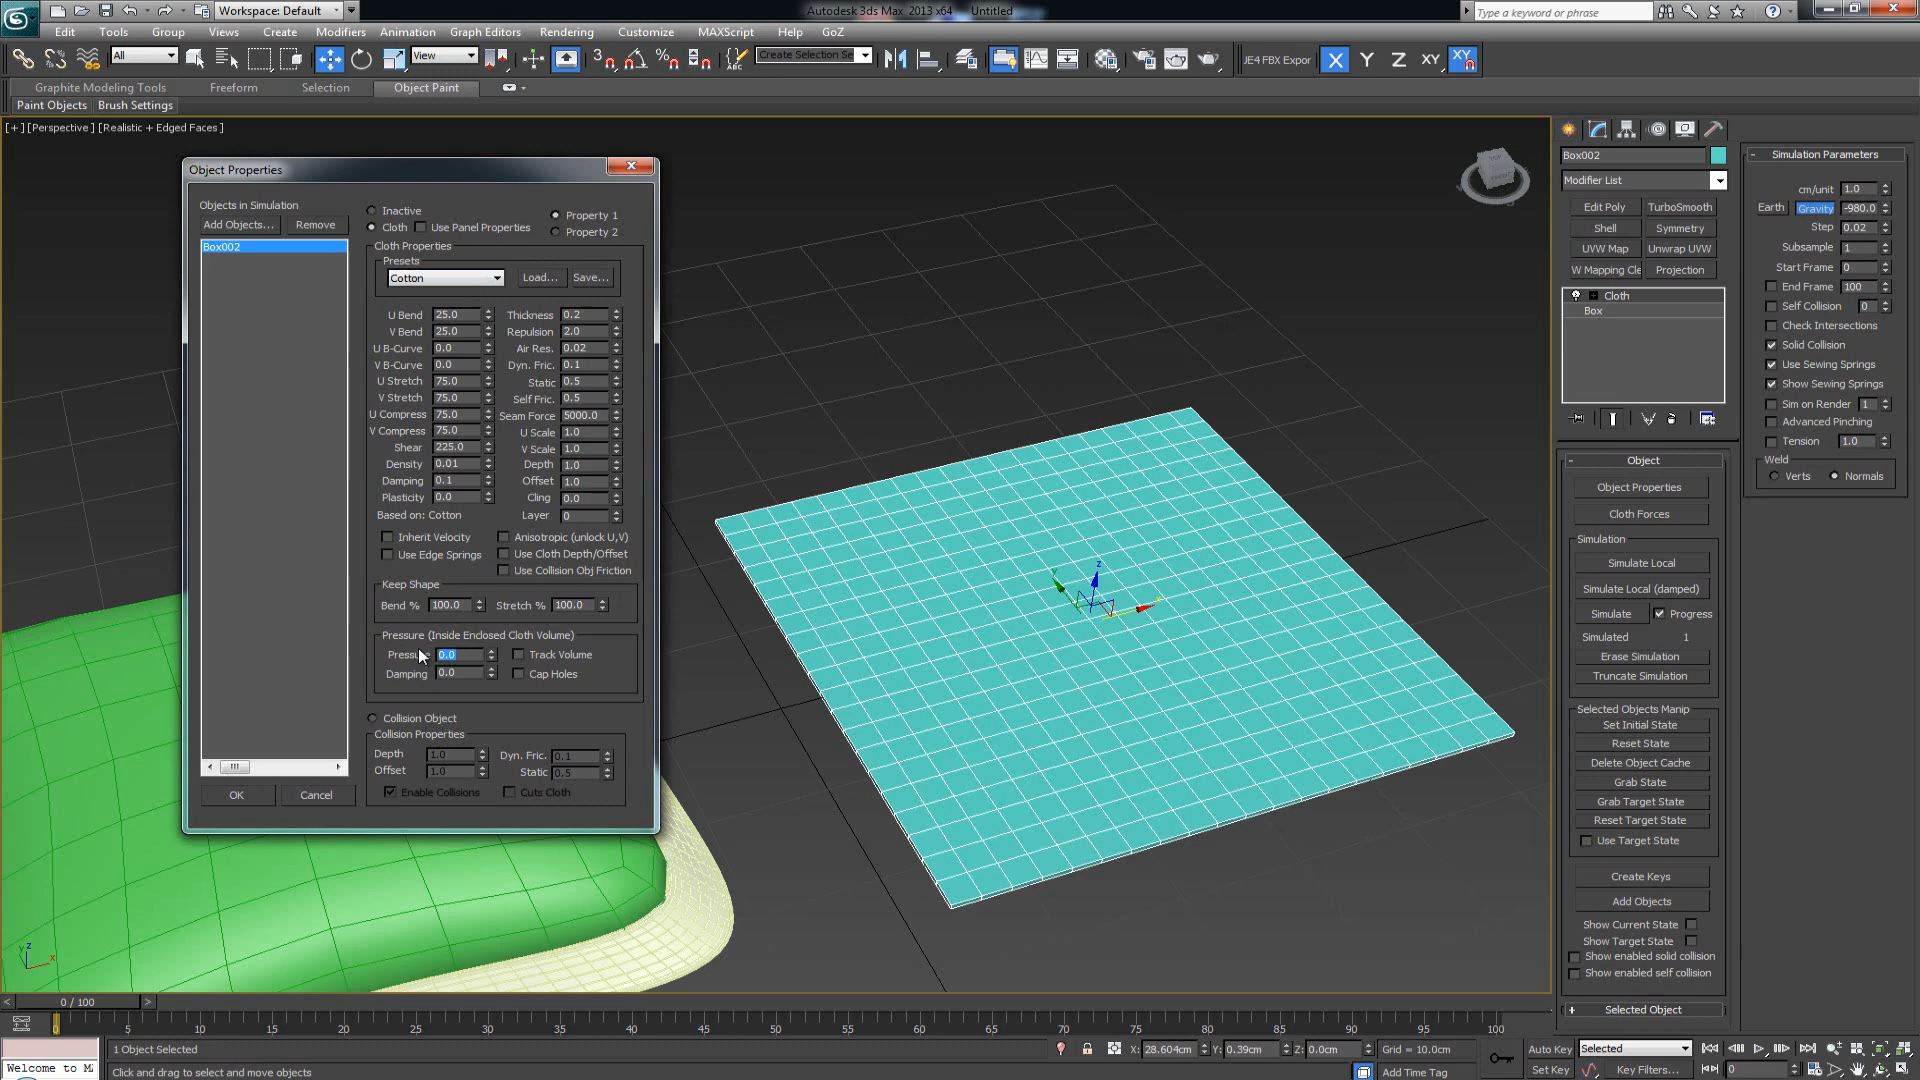 Workspace: Default
Autodesk 3ds Max 2013 x64 Untitled
Type a keyword or phrase
Edit Tools Group Views Create Modifiers Animation Graph Editors Rendering Customize MAXScript Help GoZ
All View Create Selection Se JE4 FBX Expor X Y Z XY XY
Graphite Modeling Tools Freeform Selection Object Paint
Paint Objects Brush Settings
[+] [Perspective] [Realistic + Edged Faces]
Object Properties
Objects in Simulation
Add Objects... Remove
Box002
OK Cancel
Inactive Property 1
Cloth Use Panel Properties Property 2
Cloth Properties
Presets
Cotton Load... Save...
U Bend 25.0 Thickness 0.2
V Bend 25.0 Repulsion 2.0
U B-Curve 0.0 Air Res. 0.02
V B-Curve 0.0 Dyn. Fric. 0.1
U Stretch 75.0 Static 0.5
V Stretch 75.0 Self Fric. 0.5
U Compress 75.0 Seam Force 5000.0
V Compress 75.0 U Scale 1.0
Shear 225.0 V Scale 1.0
Density 0.01 Depth 1.0
Damping 0.1 Offset 1.0
Plasticity 0.0 Cling 0.0
Based on: Cotton Layer 0
Inherit Velocity Anisotropic (unlock U,V)
Use Edge Springs Use Cloth Depth/Offset
Use Collision Obj Friction
Keep Shape
Bend % 100.0 Stretch % 100.0
Pressure (Inside Enclosed Cloth Volume)
Pressure 0.0 Track Volume
Damping 0.0 Cap Holes
Collision Object
Collision Properties
Depth 1.0 Dyn. Fric. 0.1
Offset 1.0 Static 0.5
Enable Collisions Cuts Cloth
Box002
Modifier List
Edit Poly TurboSmooth
Shell Symmetry
UVW Map Unwrap UVW
W Mapping Cle Projection
Cloth
Box
Object
Object Properties
Cloth Forces
Simulation
Simulate Local
Simulate Local (damped)
Simulate Progress
Simulated 1
Erase Simulation
Truncate Simulation
Selected Objects Manip
Set Initial State
Reset State
Delete Object Cache
Grab State
Grab Target State
Reset Target State
Use Target State
Create Keys
Add Objects
Show Current State
Show Target State
Show enabled solid collision
Show enabled self collision
Selected Object
Simulation Parameters
cm/unit 1.0
Earth Gravity -980.0
Step 0.02
Subsample 1
Start Frame 0
End Frame 100
Self Collision 0
Check Intersections
Solid Collision
Use Sewing Springs
Show Sewing Springs
Sim on Render 1
Advanced Pinching
Tension 1.0
Weld
Verts Normals
z y x
z y x
0 / 100
0 5 10 15 20 25 30 35 40 45 50 55 60 65 70 75 80 85 90 95 100
1 Object Selected X: 28.604cm Y: 0.39cm Z: 0.0cm Grid = 10.0cm Auto Key Selected
Welcome to M Click and drag to select and move objects Add Time Tag Set Key Key Filters... 0